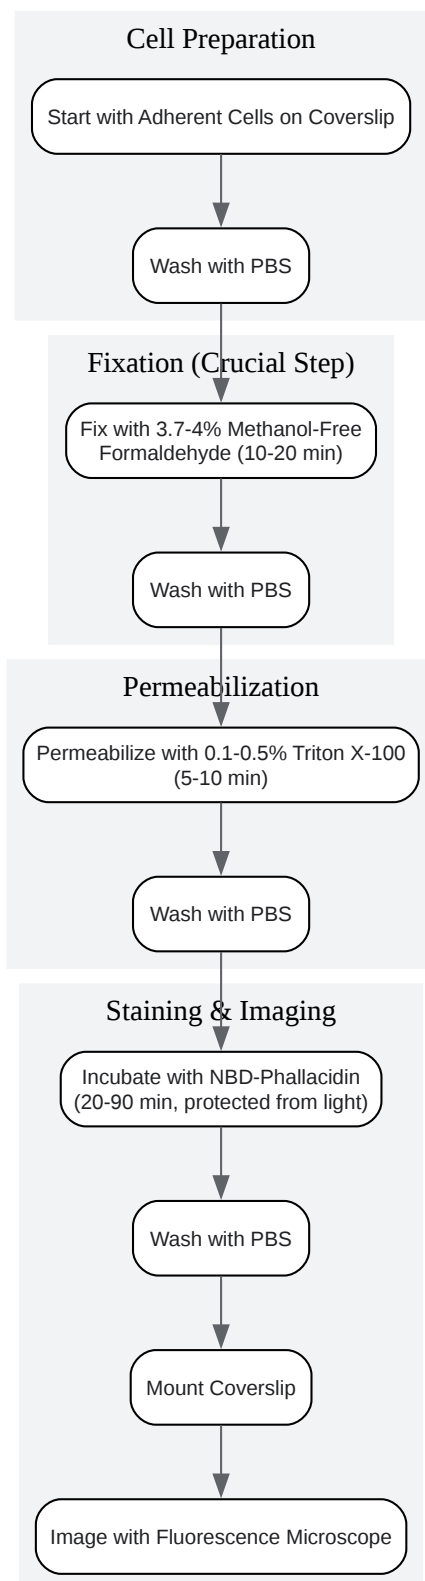 Cell Preparation
Start with Adherent Cells on Coverslip
Wash with PBS
Fixation (Crucial Step)
Fix with 3.7-4% Methanol-Free
Formaldehyde (10-20 min)
Wash with PBS
Permeabilization
Permeabilize with 0.1-0.5% Triton X-100
(5-10 min)
Wash with PBS
Staining & Imaging
Incubate with NBD-Phallacidin
(20-90 min, protected from light)
Wash with PBS
Mount Coverslip
Image with Fluorescence Microscope